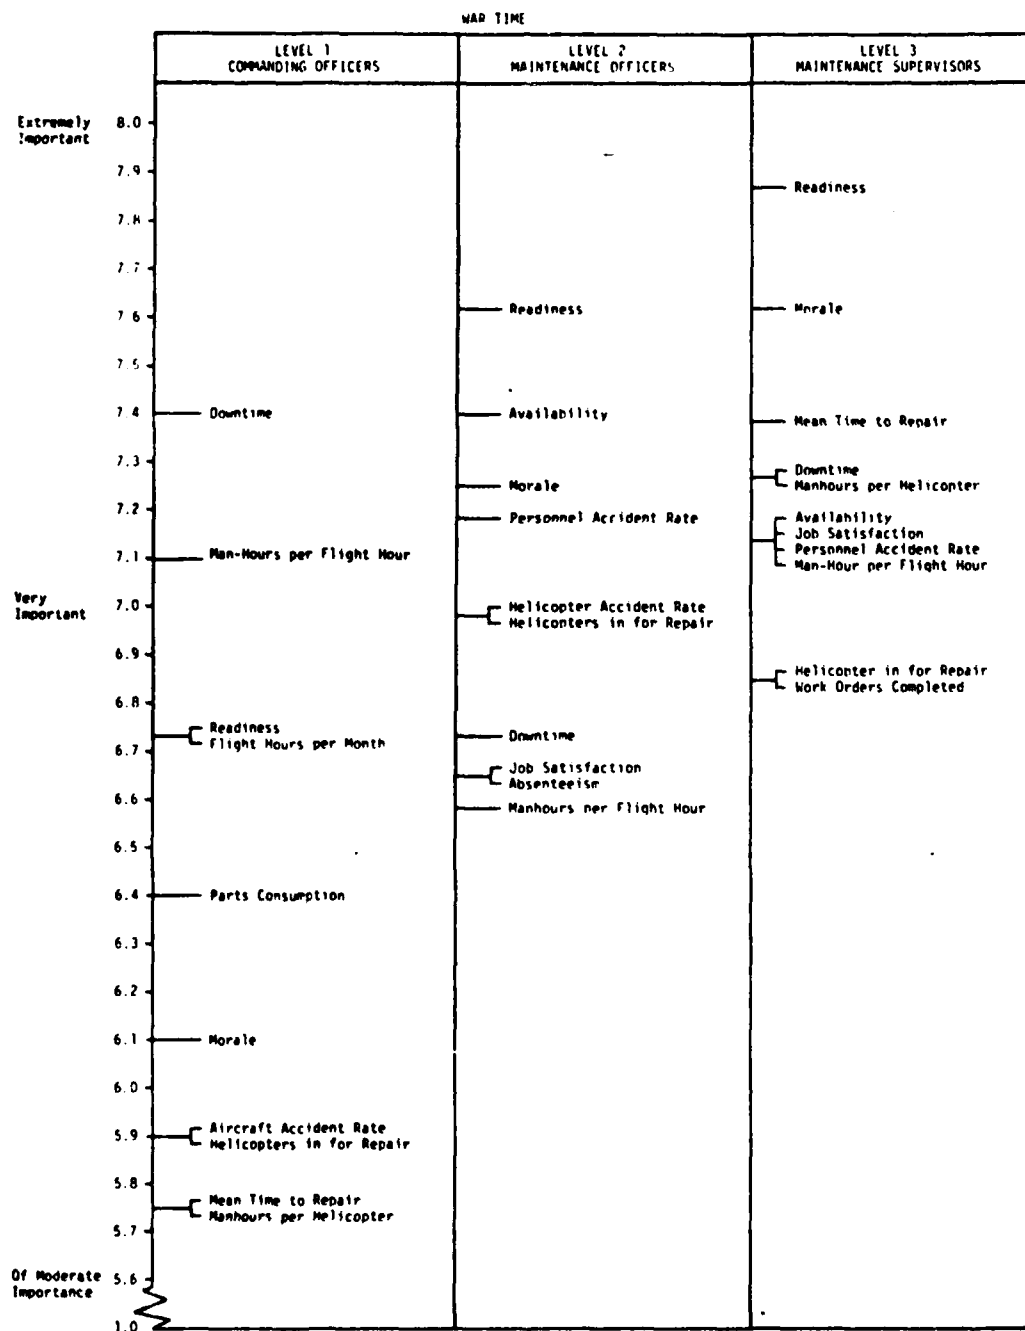 WAR TIME
LEVEL 1
COMMANDING OFFICERS
LEVEL 2
MAINTENANCE OFFICERS
LEVEL 3
MAINTENANCE SUPERVISORS
Extremely
Important
Very
Important
Of Moderate
Importance
8.0
7.9
7.8
7.7
7.6
7.5
7.4
7.3
7.2
7.1
7.0
6.9
6.8
6.7
6.6
6.5
6.4
6.3
6.2
6.1
6.0
5.9
5.8
5.7
5.6
1.0
Downtime
Man-Hours per Flight Hour
Readiness
Flight Hours per Month
Parts Consumption
Morale
Aircraft Accident Rate
Helicopters in for Repair
Mean Time to Repair
Manhours per Helicopter
Readiness
Availability
Morale
Personnel Accident Rate
Helicopter Accident Rate
Helicopters in for Repair
Downtime
Job Satisfaction
Absenteeism
Manhours per Flight Hour
Readiness
Morale
Mean Time to Repair
Downtime
Manhours per Helicopter
Availability
Job Satisfaction
Personnel Accident Rate
Man-Hour per Flight Hour
Helicopter in for Repair
Work Orders Completed